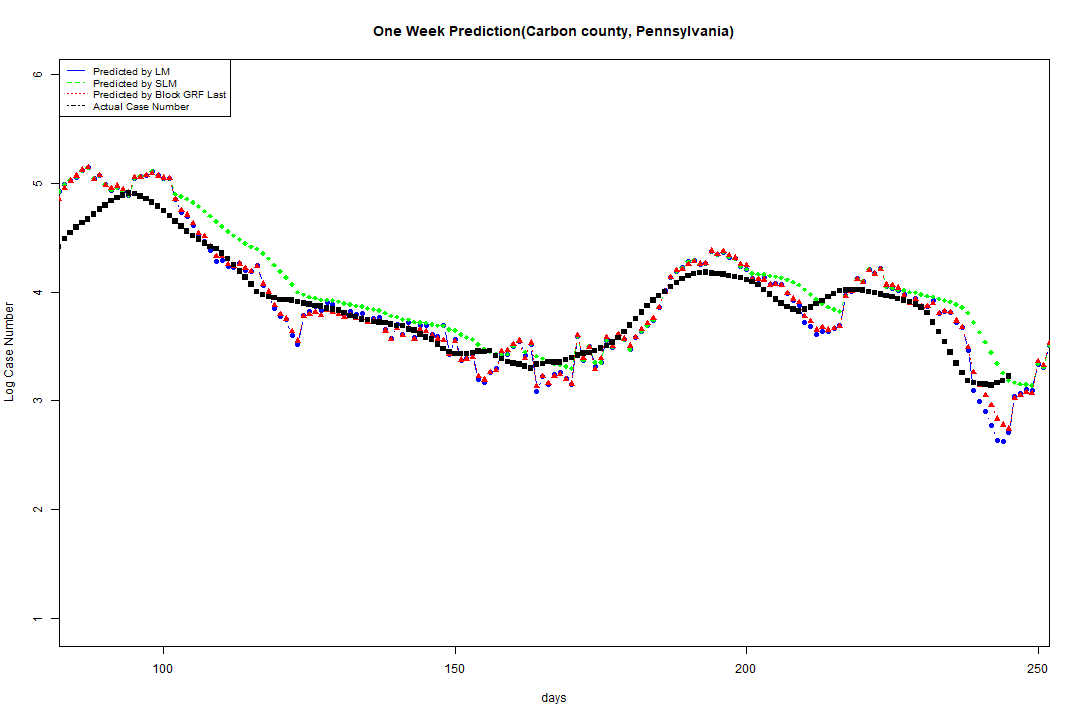 One Week Prediction(Carbon county, Pennsylvania)
Predicted by LM
Predicted by SLM
Predicted by Block GRF Last
Actual Case Number
6
5
4
3
2
1
Log Case Number
100 150 200 250
days